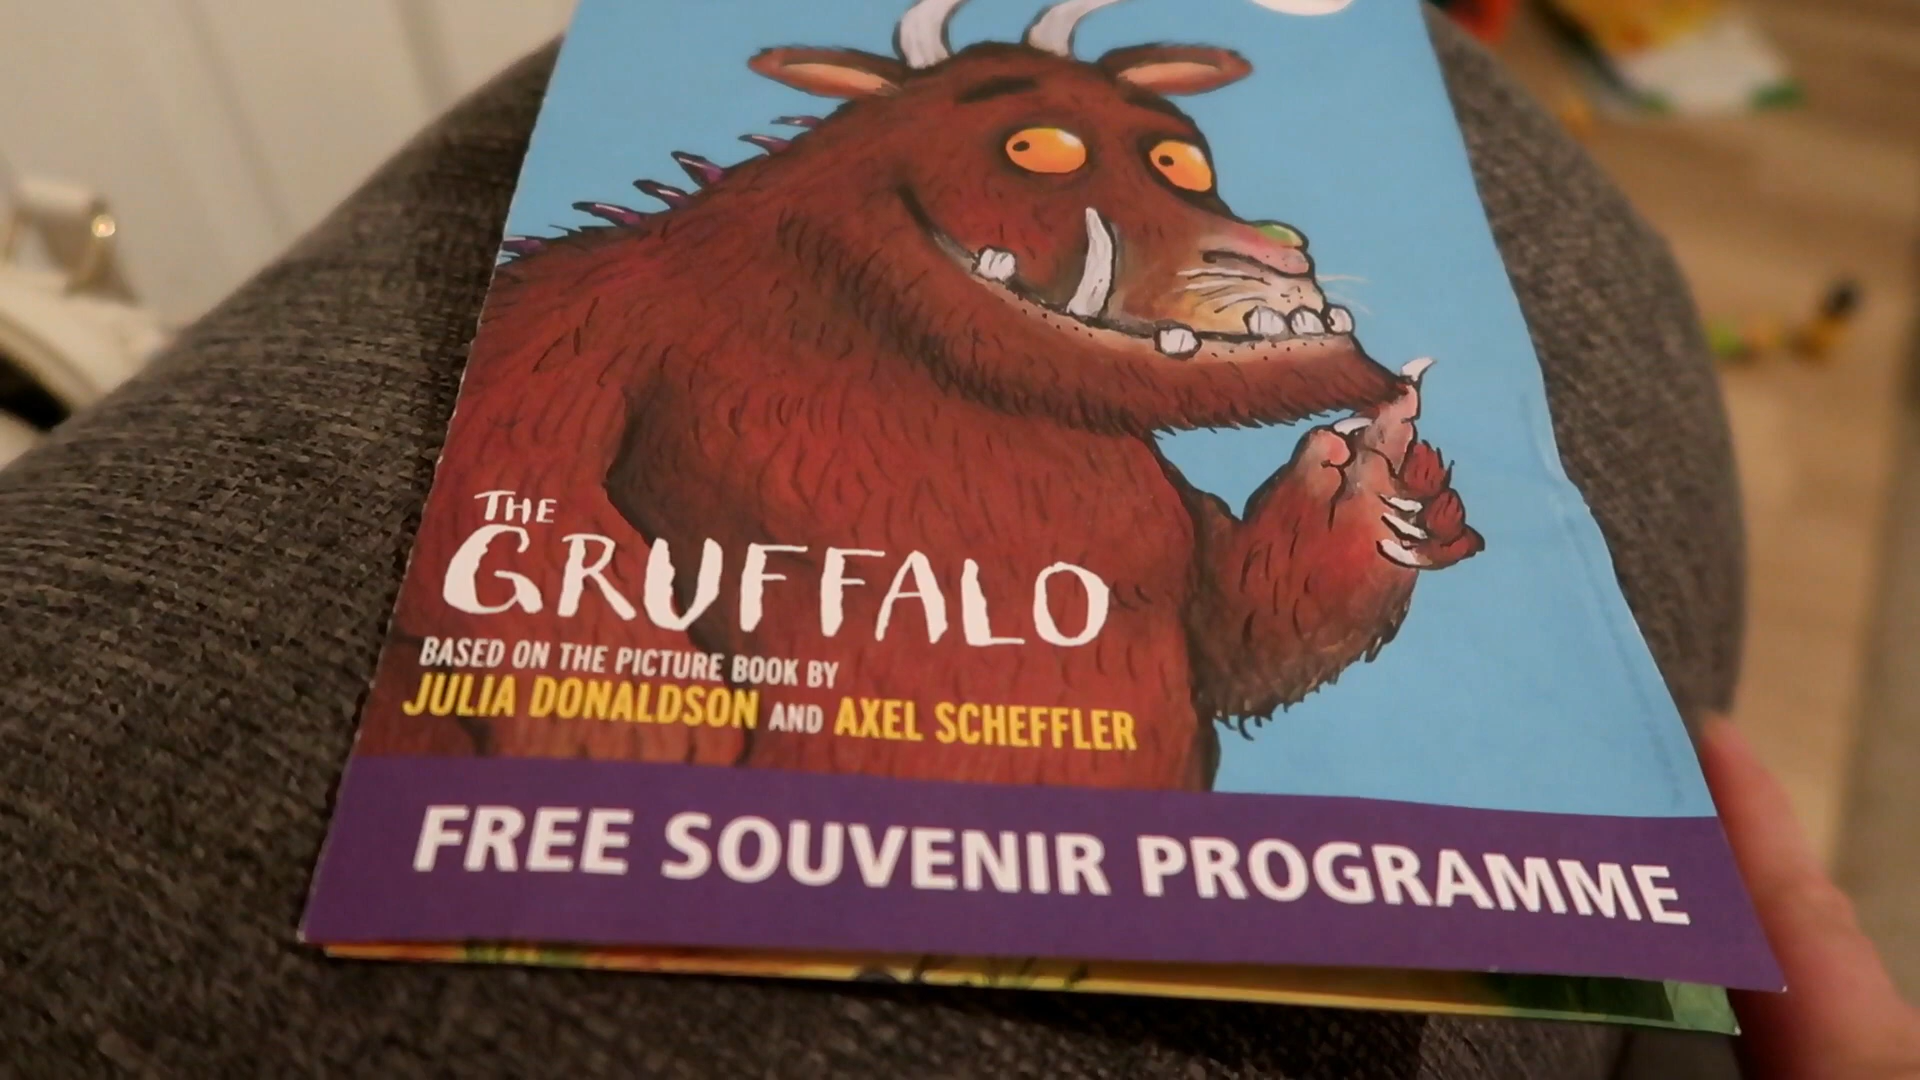 THE
GRUFFALO
BASED ON THE PICTURE BOOK BY
JULIA DONALDSON AND AXEL SCHEFFLER
FREE SOUVENIR PROGRAMME